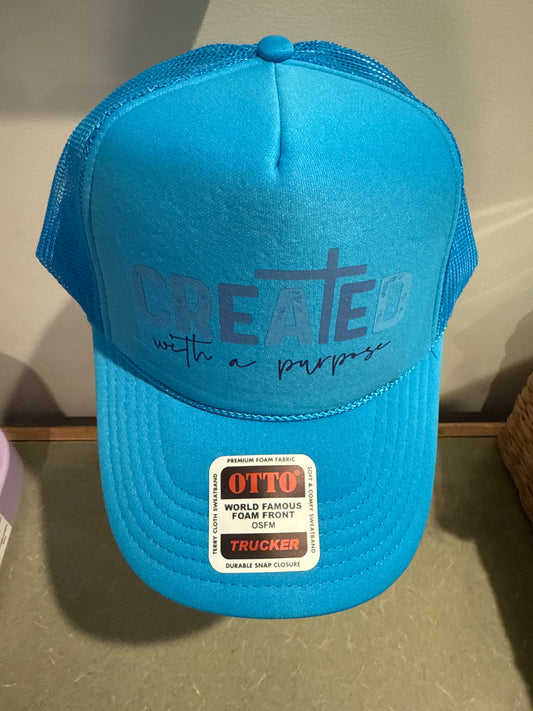 CREATED
with a purpose
PREMIUM FOAM FABRIC
TERRY CLOTH SWEATBAND
OTTO®
WORLD FAMOUS
FOAM FRONT
OSFM
TRUCKER
SOFT & COMFY SWEATBAND
DURABLE SNAP CLOSURE